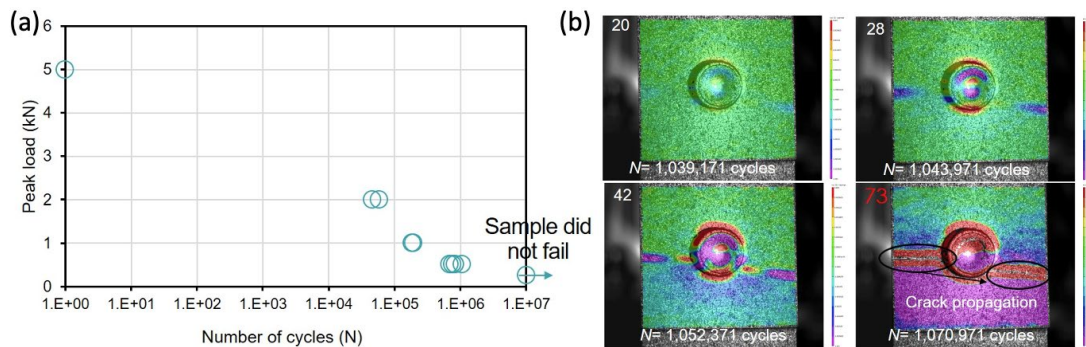 (a)
6
5
4
3
2
1
0
Peak load (kN)
1.E+00
1.E+01
1.E+02
1.E+03
1.E+04
1.E+05
1.E+06
1.E+07
Number of cycles (N)
Sample did
not fail
(b)
20
N= 1,039,171 cycles
28
N= 1,043,971 cycles
42
N= 1,052,371 cycles
73
Crack propagation
N= 1,070,971 cycles